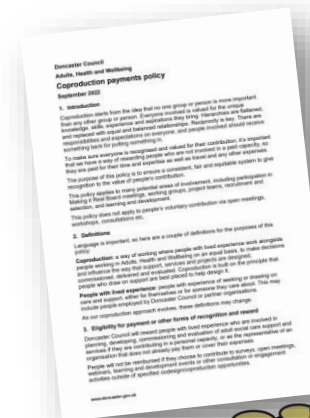 Doncaster Council
Adults, Health and Wellbeing
Coproduction payments policy
September 2022
1. Introduction
Coproduction starts from the idea that no one group or person is more important
than any other group or person. Everyone involved is valued for the unique
knowledge, skills, experience and aspirations they bring. Hierarchies are flattened,
and replaced with equal and balanced relationships. Reciprocity is key. There are
responsibilities and expectations on everyone, and people involved should receive
something back for putting something in.
To make sure everyone is recognised and valued for their contribution, it's important
that we have a way of rewarding people who are not involved in a paid capacity, so
they are paid for their time and expertise as well as travel and any other expenses.
The purpose of this policy is to ensure a consistent, fair and equitable system to give
recognition to the value of people's contribution.
This policy applies to many potential areas of involvement, including participation in
Making it Real Board meetings, working groups, project teams, recruitment and
selection, and learning and development.
This policy does not apply to people's voluntary contribution via open meetings,
workshops, consultations etc.
2. Definitions
Language is important, so here are a couple of definitions for the purposes of this
policy:
Coproduction: a way of working where people with lived experience work alongside
people working in Adults, Health and Wellbeing on an equal basis, to make decisions
and influence the way that support, services and projects are designed,
commissioned, delivered and evaluated. Coproduction is built on the principle that
people who draw on support are best placed to help design it.
People with lived experience: people with experience of seeking or drawing on
care and support, either for themselves or for someone they care about. This may
include people employed by Doncaster Council or partner organisations.
As our coproduction approach evolves, these definitions may change.
3. Eligibility for payment or other forms of recognition and reward
Doncaster Council will reward people with lived experience who are involved in
planning, developing, commissioning and evaluation of adult social care support and
services if they are contributing in a personal capacity, or as the representative of an
organisation that does not already pay them or cover their expenses.
People will not be reimbursed if they choose to contribute to surveys, open meetings,
webinars, learning and development events or other consultation or engagement
activities outside of specified codesign/coproduction opportunities.
www.doncaster.gov.uk